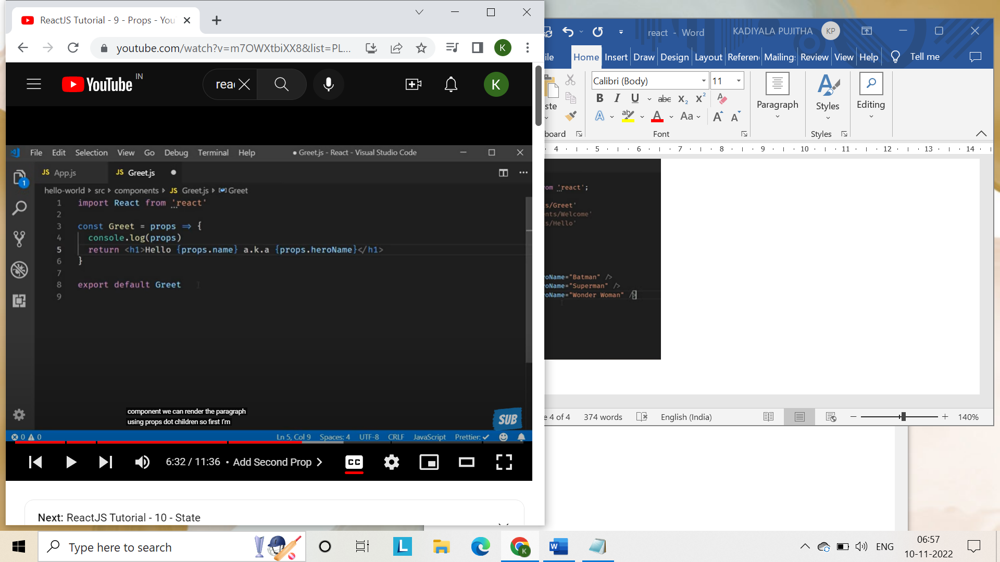 ReactJS Tutorial - 9 - Props - You
youtube.com/watch?v=m7OWXtbiXX8&list=PL...
K
YouTube IN
rea
K
File Edit Selection View Go Debug Terminal Help
● Greet.js - React - Visual Studio Code
JS App.js
JS Greet.js ●
1
hello-world › src › components › JS Greet.js › Greet
1 import React from 'react'
2
3 const Greet = props => {
4 console.log(props)
5 return <h1>Hello {props.name} a.k.a {props.heroName}</h1>
6 }
7
8 export default Greet
9
component we can render the paragraph
using props dot children so first I'm
SUB
0 0 Ln 5, Col 9 Spaces: 4 UTF-8 CRLF JavaScript Prettier: ✓
6:32 / 11:36 • Add Second Prop
CC
Next: ReactJS Tutorial - 10 - State
react - Word
KADIYALA PUJITHA KP
ile Home Insert Draw Design Layout Referen Mailing: Review View Help Tell me
ste
Calibri (Body) 11
B I U abc X2 X2
A ab A Aa A A
Paragraph
Styles
Editing
board
Font
Styles
4 5 6 7 8 9 10 11 12 13 14
om 'react';
s/Greet'
nts/Welcome'
s/Hello'
oName="Batman" />
oName="Superman" />
oName="Wonder Woman" />
e 4 of 4 374 words English (India) 140%
Type here to search
L
K
W
ENG
06:57
10-11-2022